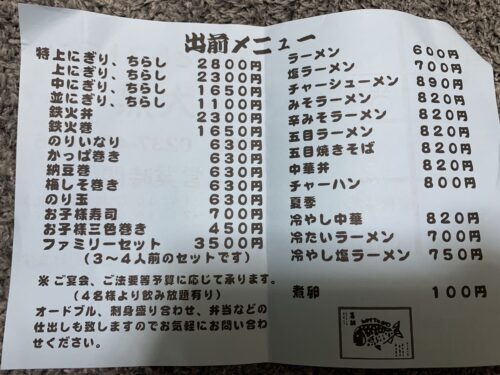 出前メニュー
特上にぎり、ちらし 2800円
上にぎり、ちらし 2300円
中にぎり、ちらし 1650円
並にぎり、ちらし 1100円
鉄火丼 2300円
鉄火巻 1650円
のりいなり 630円
かっぱ巻き 630円
納豆巻 630円
梅しそ巻き 630円
のり玉 630円
お子様寿司 700円
お子様三色巻き 450円
ファミリーセット 3500円
(3〜4人前のセットです)
※ご宴会、ご法要等予算に応じて承ります。
(4名様より飲み放題有り)
オードブル、刺身盛り合わせ、弁当などの
仕出しも致しますのでお気軽にお問い合わ
せください。
ラーメン 600円
塩ラーメン 700円
チャーシューメン 890円
みそラーメン 820円
辛みそラーメン 820円
五目ラーメン 820円
五目焼きそば 820円
中華丼 820円
チャーハン 800円
夏季
冷やし中華 820円
冷たいラーメン 700円
冷やし塩ラーメン 750円
煮卵 100円